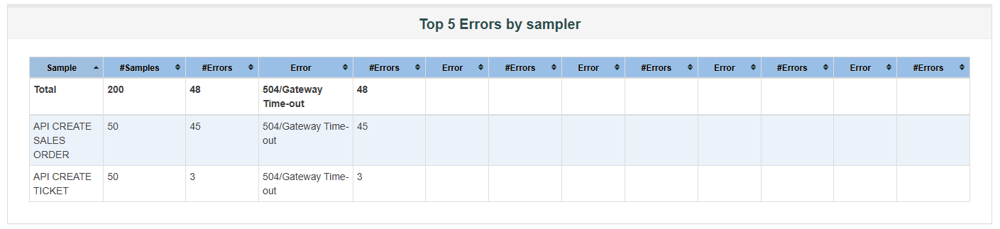 Top 5 Errors by sampler
Sample #Samples #Errors Error #Errors Error #Errors Error #Errors Error #Errors Error #Errors
Total 200 48 504/Gateway 48
Time-out
API CREATE 50 45 504/Gateway Time- 45
SALES out
ORDER
API CREATE 50 3 504/Gateway Time- 3
TICKET out